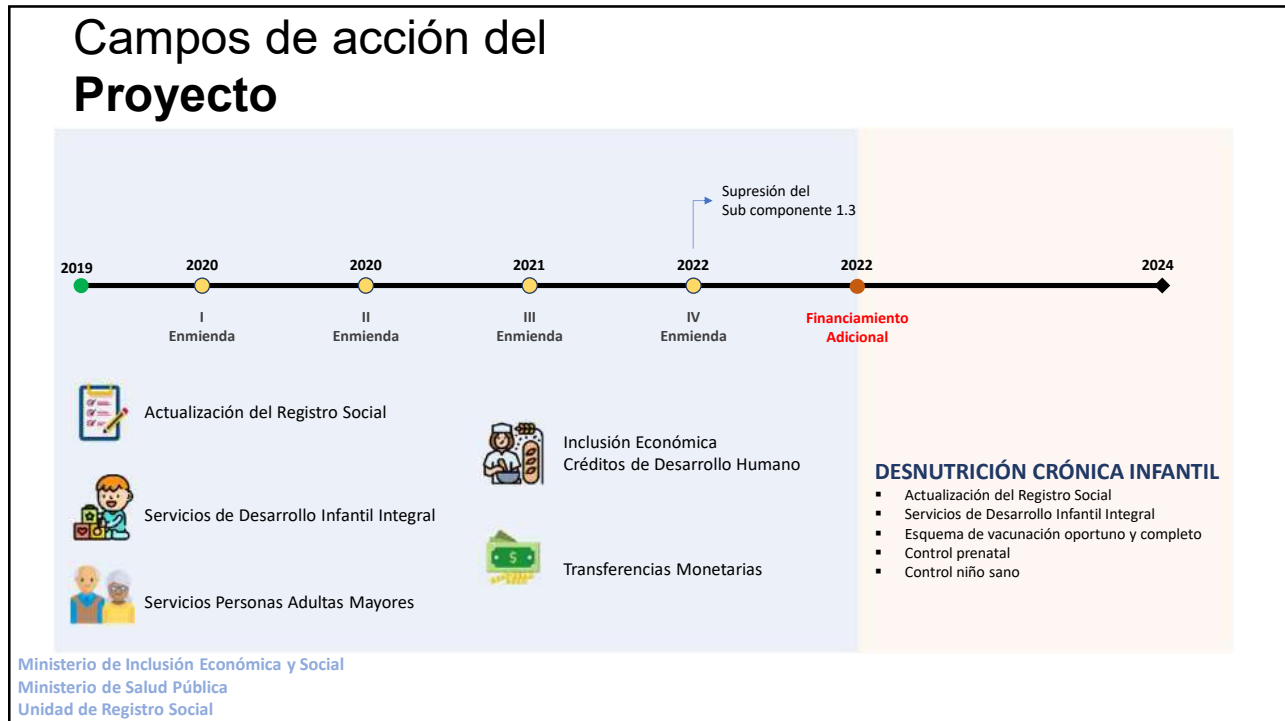 Campos de acción del
Proyecto
Supresión del
Sub componente 1.3
2019
2020
2020
2021
2022
2022
2024
I
Enmienda
II
Enmienda
III
Enmienda
IV
Enmienda
Financiamiento
Adicional
Actualización del Registro Social
Servicios de Desarrollo Infantil Integral
Servicios Personas Adultas Mayores
Inclusión Económica
Créditos de Desarrollo Humano
Transferencias Monetarias
DESNUTRICIÓN CRÓNICA INFANTIL
▪ Actualización del Registro Social
▪ Servicios de Desarrollo Infantil Integral
▪ Esquema de vacunación oportuno y completo
▪ Control prenatal
▪ Control niño sano
Ministerio de Inclusión Económica y Social
Ministerio de Salud Pública
Unidad de Registro Social